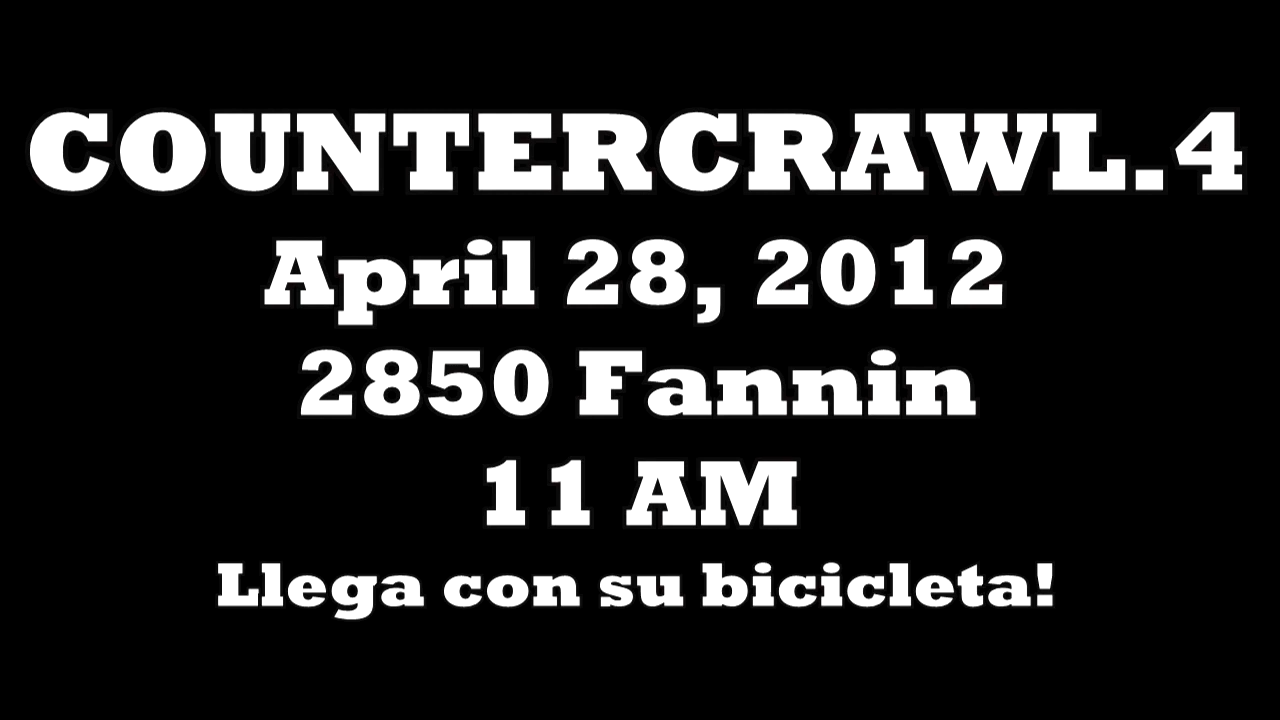 COUNTERCRAWL.4
April 28, 2012
2850 Fannin
11 AM
Llega con su bicicleta!